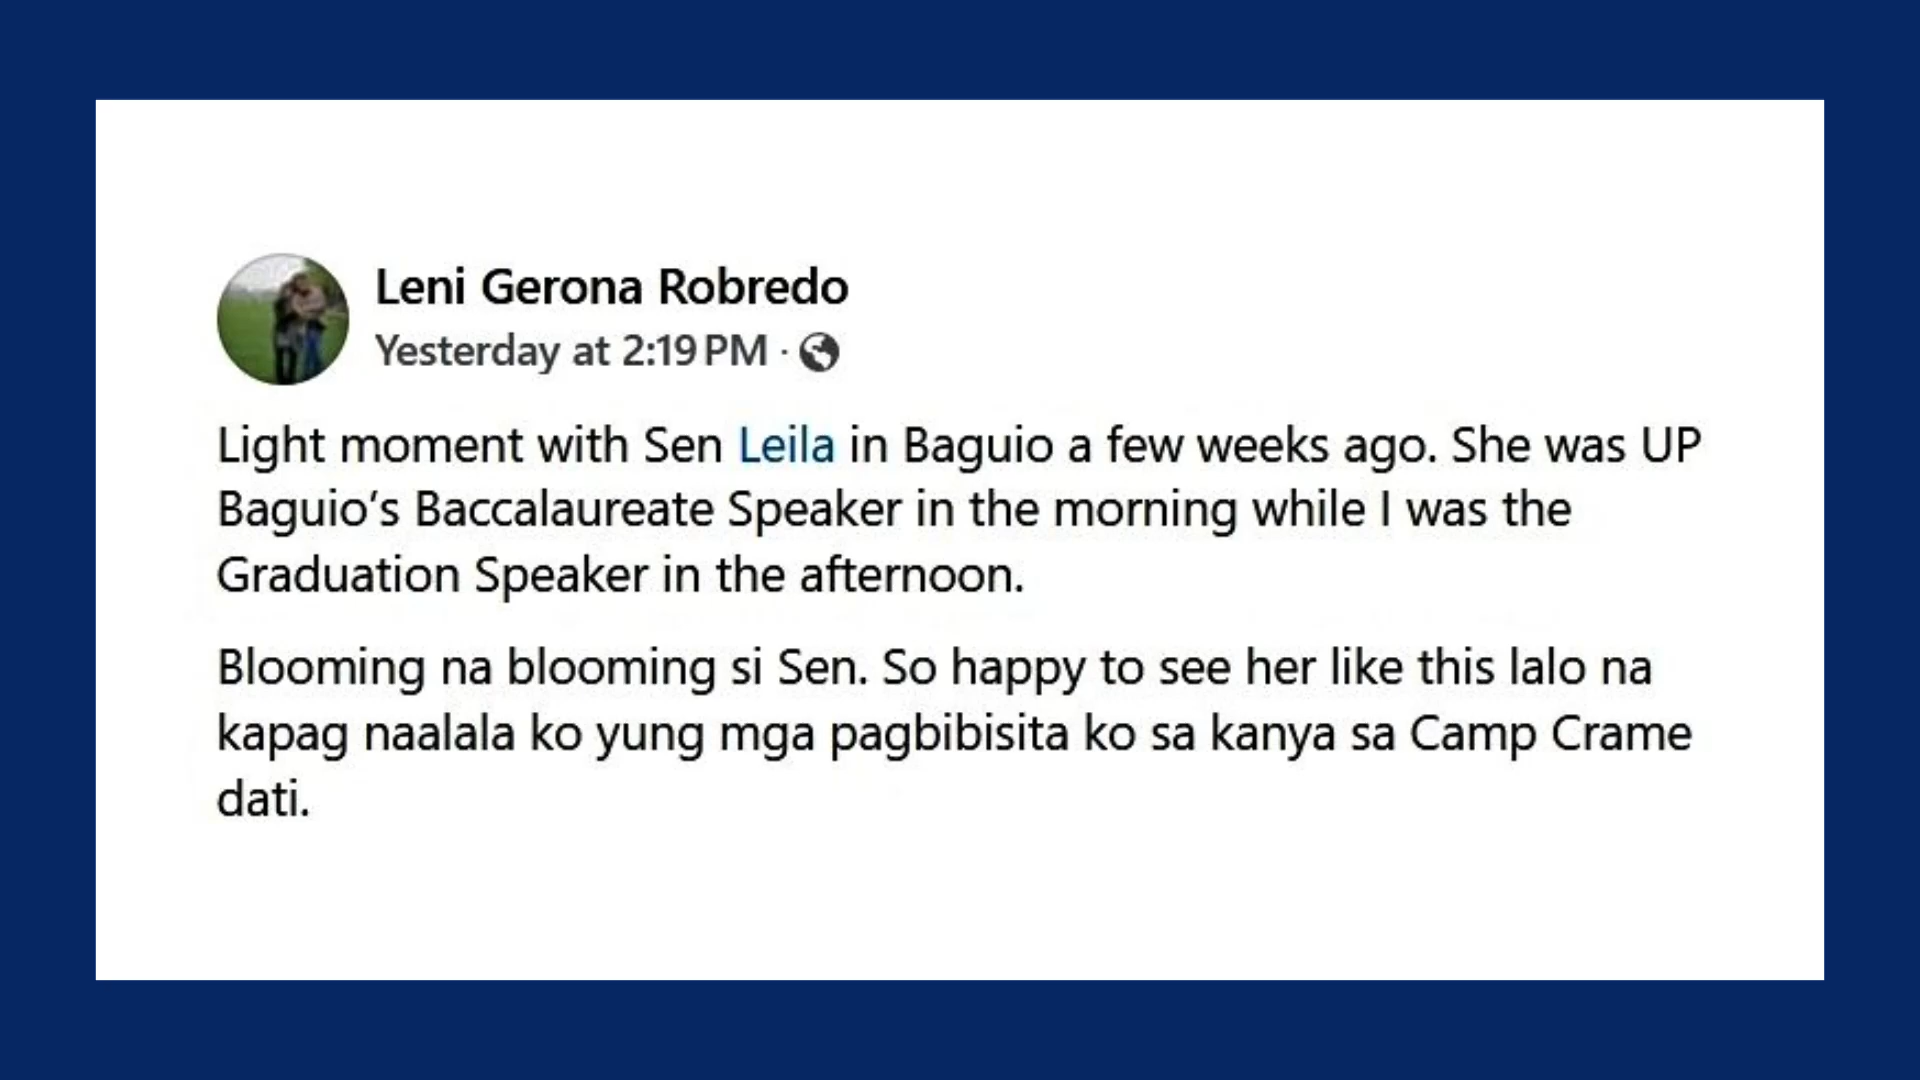 Leni Gerona Robredo
Yesterday at 2:19 PM ·
Light moment with Sen Leila in Baguio a few weeks ago. She was UP
Baguio’s Baccalaureate Speaker in the morning while I was the
Graduation Speaker in the afternoon.
Blooming na blooming si Sen. So happy to see her like this lalo na
kapag naalala ko yung mga pagbibisita ko sa kanya sa Camp Crame
dati.